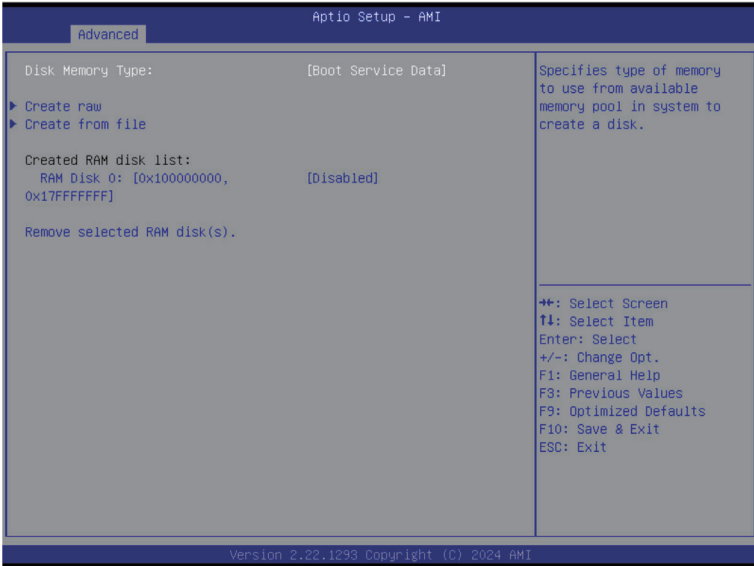 Aptio Setup – AMI
Advanced
Disk Memory Type: [Boot Service Data]
Create raw
Create from file
Created RAM disk list:
RAM Disk 0: [0x100000000, [Disabled]
0x17FFFFFFF]
Remove selected RAM disk(s).
Specifies type of memory
to use from available
memory pool in system to
create a disk.
→←: Select Screen
↑↓: Select Item
Enter: Select
+/-: Change Opt.
F1: General Help
F3: Previous Values
F9: Optimized Defaults
F10: Save & Exit
ESC: Exit
Version 2.22.1293 Copyright (C) 2024 AMI